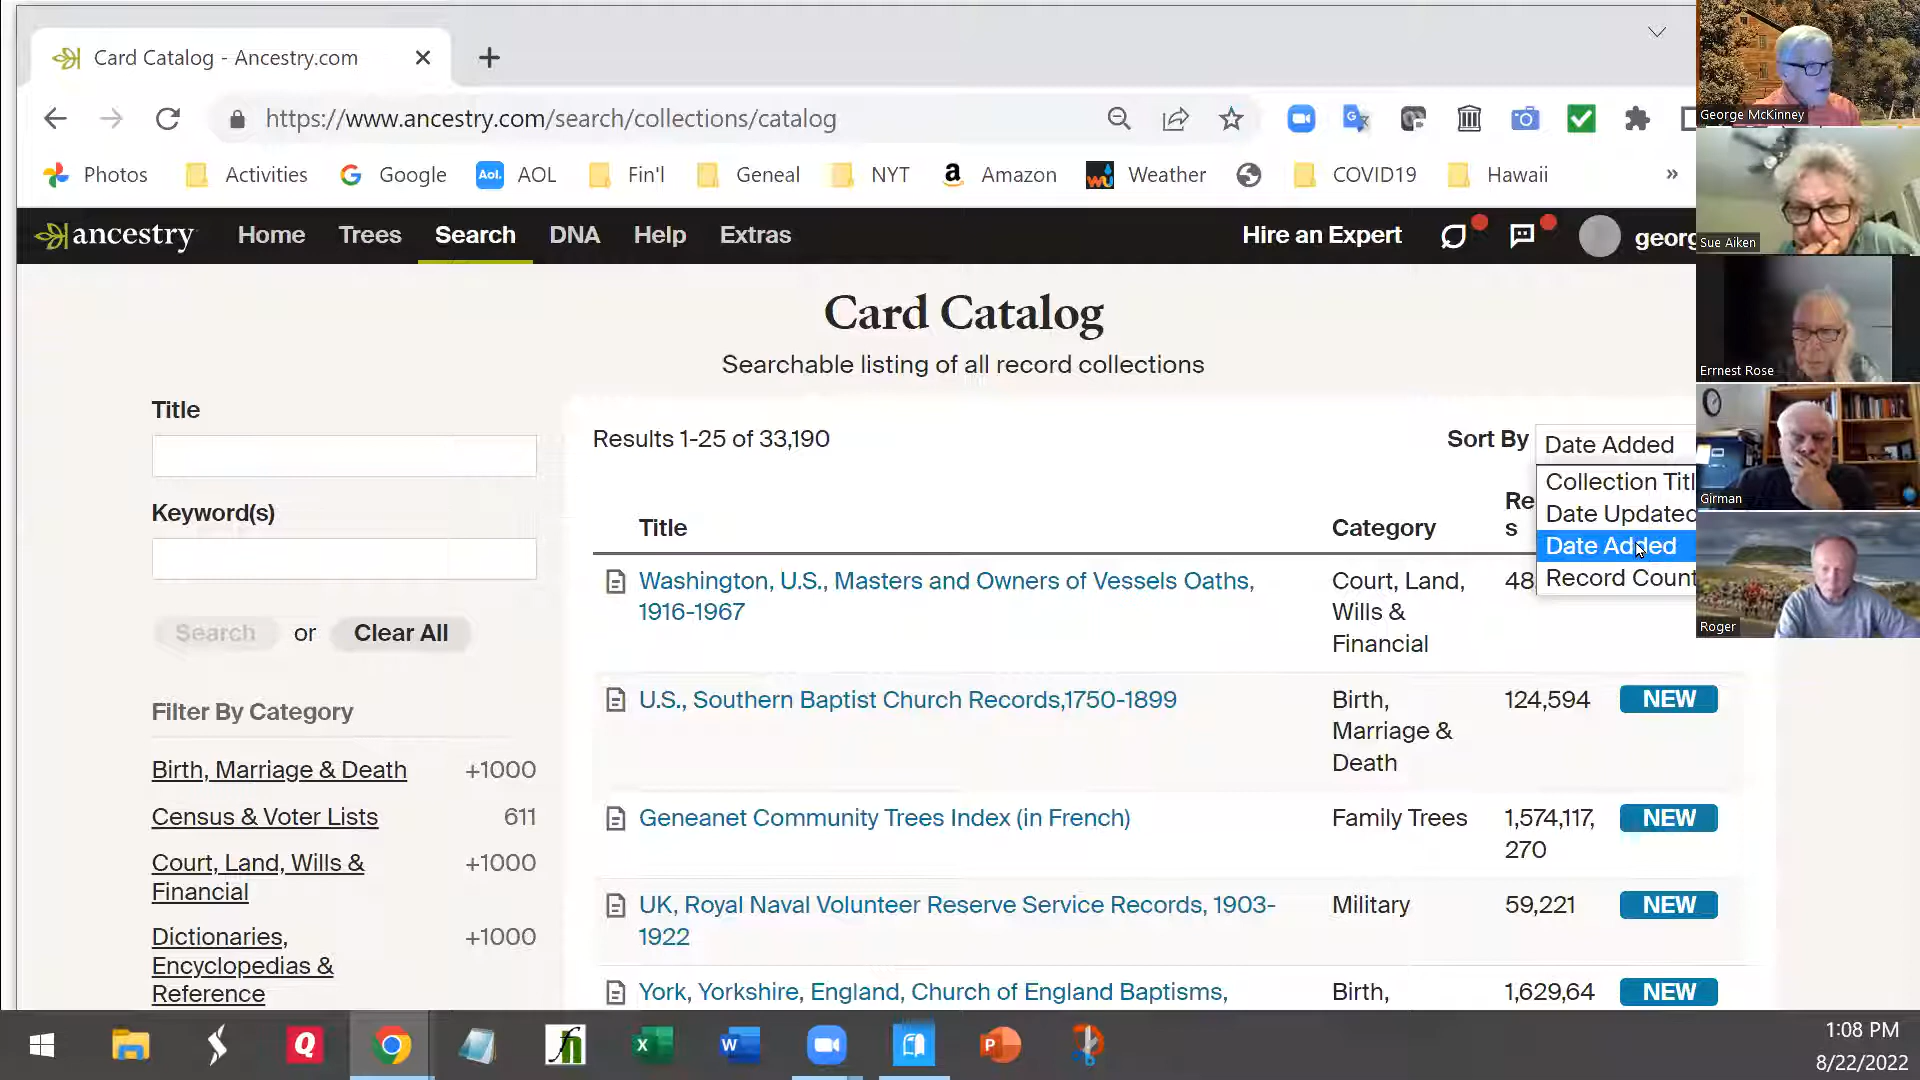 Card Catalog - Ancestry.com
https://www.ancestry.com/search/collections/catalog
Photos Activities Google Aol. AOL Fin'l Geneal NYT Amazon Weather COVID19 Hawaii »
ancestry Home Trees Search DNA Help Extras Hire an Expert georg
Card Catalog
Searchable listing of all record collections
Title
Keyword(s)
Search or Clear All
Filter By Category
Birth, Marriage & Death +1000
Census & Voter Lists 611
Court, Land, Wills & +1000
Financial
Dictionaries, +1000
Encyclopedias &
Reference
Results 1-25 of 33,190
Sort By Date Added
Collection Titl
Date Updated
Date Added
Record Count
Title Category Re
s
Washington, U.S., Masters and Owners of Vessels Oaths, Court, Land, 48
1916-1967 Wills &
Financial
U.S., Southern Baptist Church Records,1750-1899 Birth, 124,594 NEW
Marriage &
Death
Geneanet Community Trees Index (in French) Family Trees 1,574,117, NEW
270
UK, Royal Naval Volunteer Reserve Service Records, 1903- Military 59,221 NEW
1922
York, Yorkshire, England, Church of England Baptisms, Birth, 1,629,64 NEW
George McKinney
Sue Aiken
Errnest Rose
Girman
Roger
1:08 PM
8/22/2022